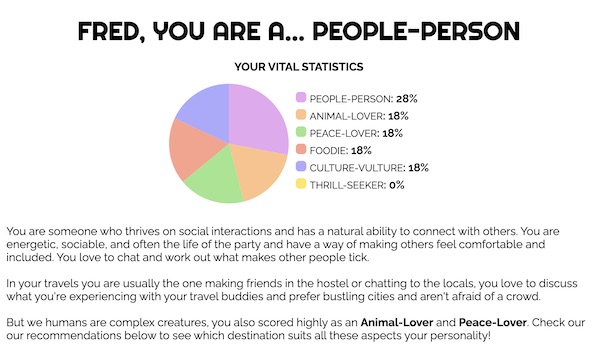 FRED, YOU ARE A... PEOPLE-PERSON
YOUR VITAL STATISTICS
PEOPLE-PERSON: 28%
ANIMAL-LOVER: 18%
PEACE-LOVER: 18%
FOODIE: 18%
CULTURE-VULTURE: 18%
THRILL-SEEKER: 0%
You are someone who thrives on social interactions and has a natural ability to connect with others. You are
energetic, sociable, and often the life of the party and have a way of making others feel comfortable and
included. You love to chat and work out what makes other people tick.
In your travels you are usually the one making friends in the hostel or chatting to the locals, you love to discuss
what you're experiencing with your travel buddies and prefer bustling cities and aren't afraid of a crowd.
But we humans are complex creatures, you also scored highly as an Animal-Lover and Peace-Lover. Check our
our recommendations below to see which destination suits all these aspects your personality!